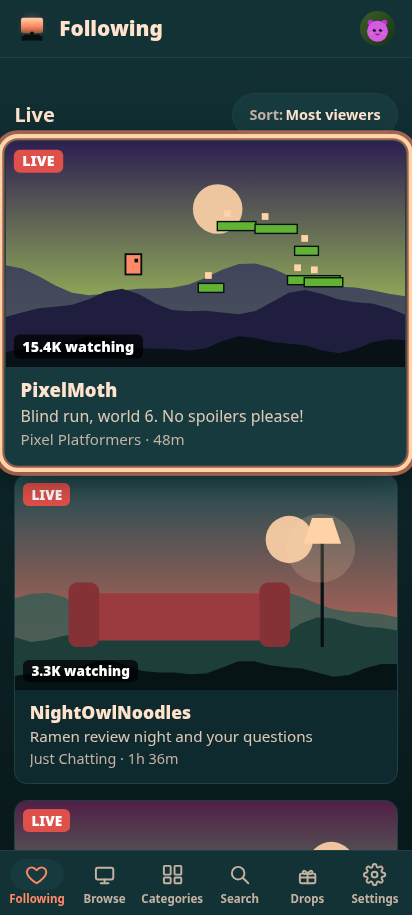 Following
Live
Sort: Most viewers
LIVE
15.4K watching
PixelMoth
Blind run, world 6. No spoilers please!
Pixel Platformers · 48m
LIVE
3.3K watching
NightOwlNoodles
Ramen review night and your questions
Just Chatting · 1h 36m
LIVE
Following
Browse
Categories
Search
Drops
Settings